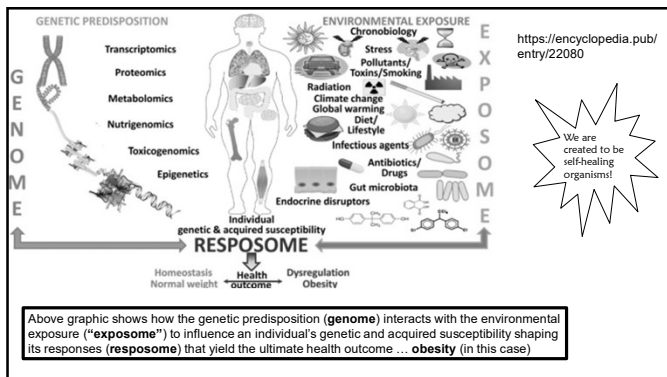 GENETIC PREDISPOSITION
Transcriptomics
Proteomics
Metabolomics
Nutrigenomics
Toxicogenomics
Epigenetics
GENOME
ENVIRONMENTAL EXPOSURE
Chronobiology
Stress
Pollutants/
Toxins/Smoking
Radiation
Climate change
Global warming
Diet/
Lifestyle
Infectious agents
Antibiotics/
Drugs
Gut microbiota
Endocrine disruptors
EXPOSOME
Individual
genetic & acquired susceptibility
RESPOSOME
Homeostasis
Normal weight
Health
outcome
Dysregulation
Obesity
https://encyclopedia.pub/
entry/22080
We are
created to be
self-healing
organisms!
Above graphic shows how the genetic predisposition (genome) interacts with the environmental
exposure (“exposome”) to influence an individual’s genetic and acquired susceptibility shaping
its responses (resposome) that yield the ultimate health outcome … obesity (in this case)